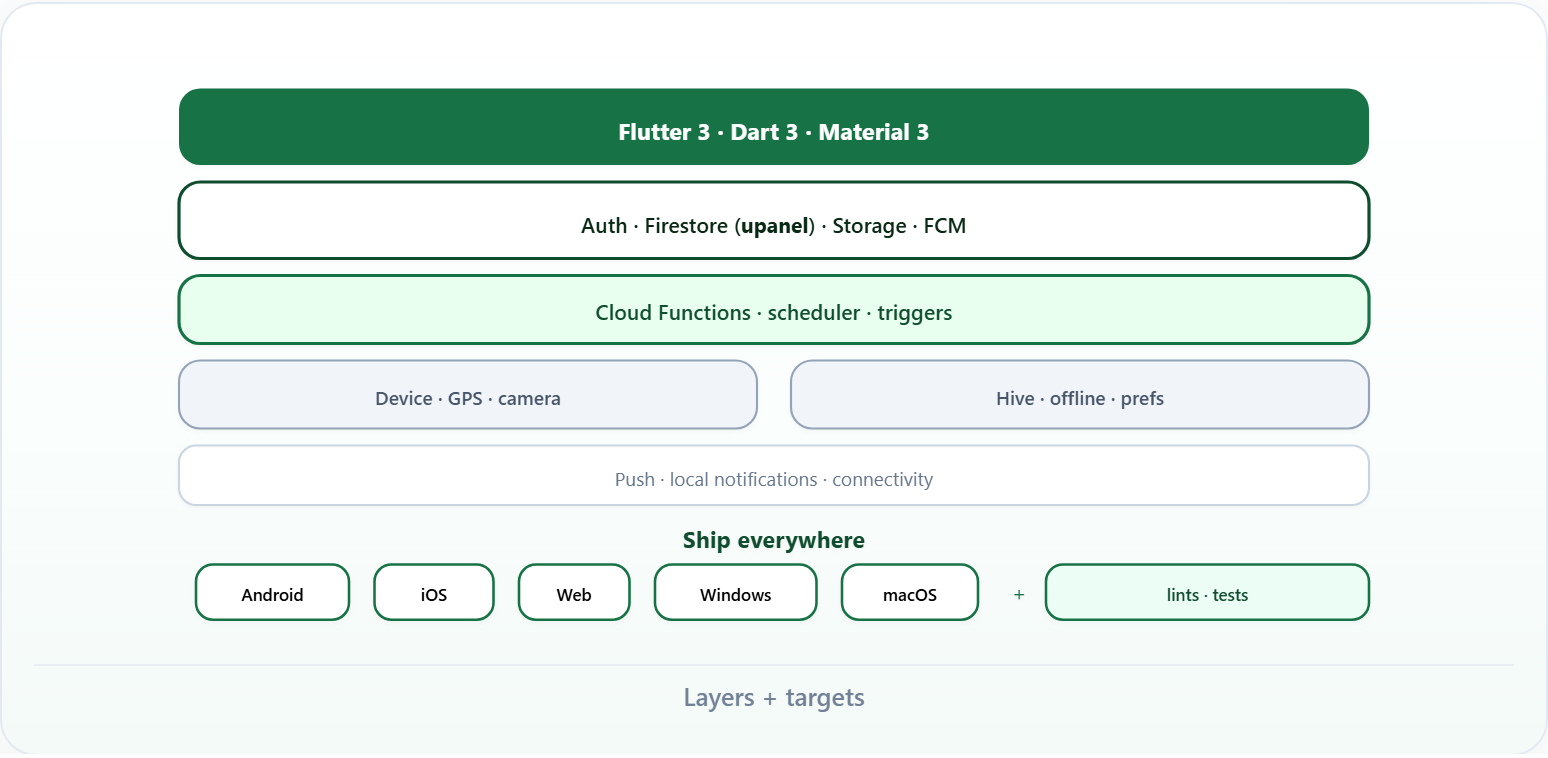 Flutter 3 · Dart 3 · Material 3
Auth · Firestore (upanel) · Storage · FCM
Cloud Functions · scheduler · triggers
Device · GPS · camera
Hive · offline · prefs
Push · local notifications · connectivity
Ship everywhere
Android iOS Web Windows macOS + lints · tests
Layers + targets